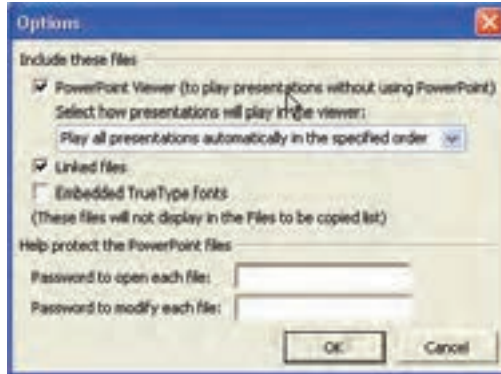 Options
Include these files
PowerPoint Viewer (to play presentations without using PowerPoint)
Select how presentations will play in the viewer:
Play all presentations automatically in the specified order
Linked files
Embedded TrueType fonts
(These files will not display in the Files to be copied list)
Help protect the PowerPoint files
Password to open each file:
Password to modify each file:
OK Cancel